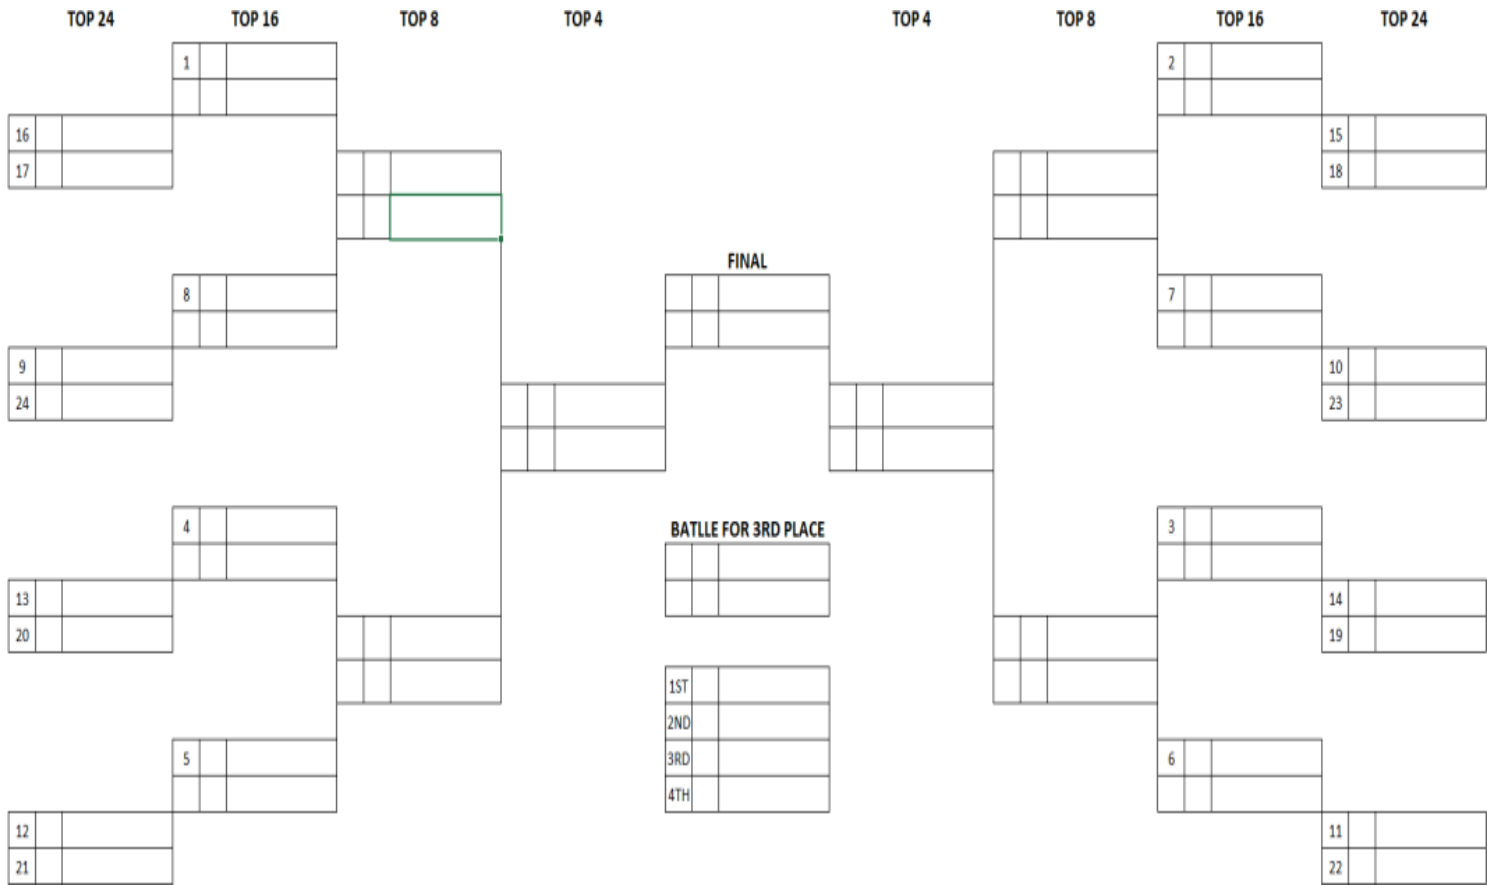 TOP 24 TOP 16 TOP 8 TOP 4 TOP 4 TOP 8 TOP 16 TOP 24
1 2
16 15
17 18
FINAL
8 7
9 10
24 23
4 3
BATLLE FOR 3RD PLACE
13 14
20 19
1ST
2ND
5 3RD 6
4TH
12 11
21 22